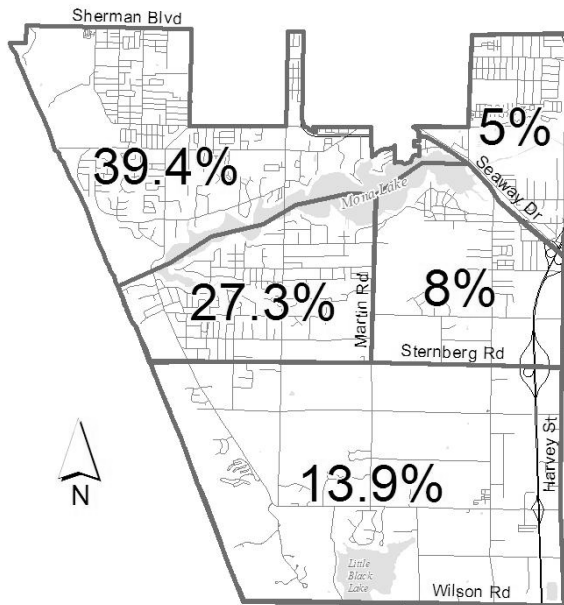 Sherman Blvd
5%
39.4%
Seaway Dr
Mona Lake
27.3%
Martin Rd
8%
Sternberg Rd
N
13.9%
Harvey St
Little
Black
Lake
Wilson Rd